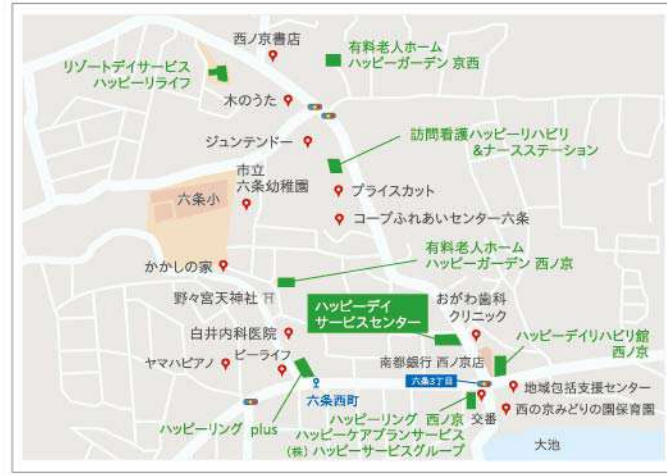 西ノ京書店
有料老人ホーム
ハッピーガーデン 京西
リゾートデイサービス
ハッピーリライフ
木のうた
ジュンテンドー
訪問看護ハッピーリハビリ
&ナースステーション
市立
六条幼稚園
六条小
プライスカット
コープふれあいセンター六条
有料老人ホーム
ハッピーガーデン 西ノ京
かかしの家
野々宮天神社
ハッピーデイ
サービスセンター
おがわ歯科
クリニック
白井内科医院
ハッピーデイリハビリ館
西ノ京
南都銀行 西ノ京店
ヤマハピアノ
ビーライフ
六条3丁目
六条西町
地域包括支援センター
ハッピーリング plus
ハッピーリング 西ノ京
ハッピーケアプランサービス
(株) ハッピーサービスグループ
交番
西の京みどりの園保育園
大池